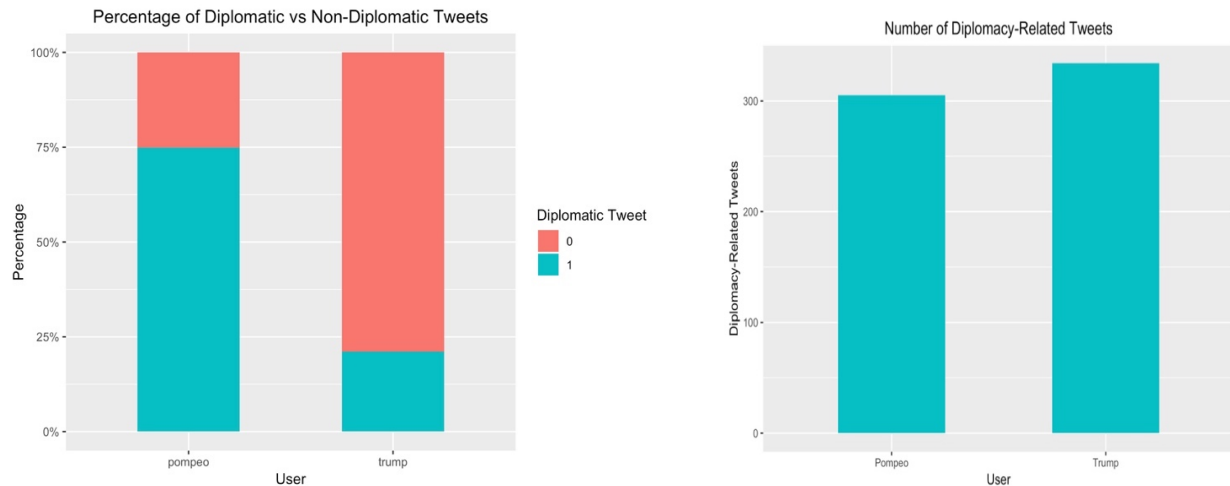 Percentage of Diplomatic vs Non-Diplomatic Tweets
100%
75%
50%
25%
0%
Percentage
pompeo
trump
User
Diplomatic Tweet
0
1
Number of Diplomacy-Related Tweets
300
200
100
0
Diplomacy-Related Tweets
Pompeo
Trump
User